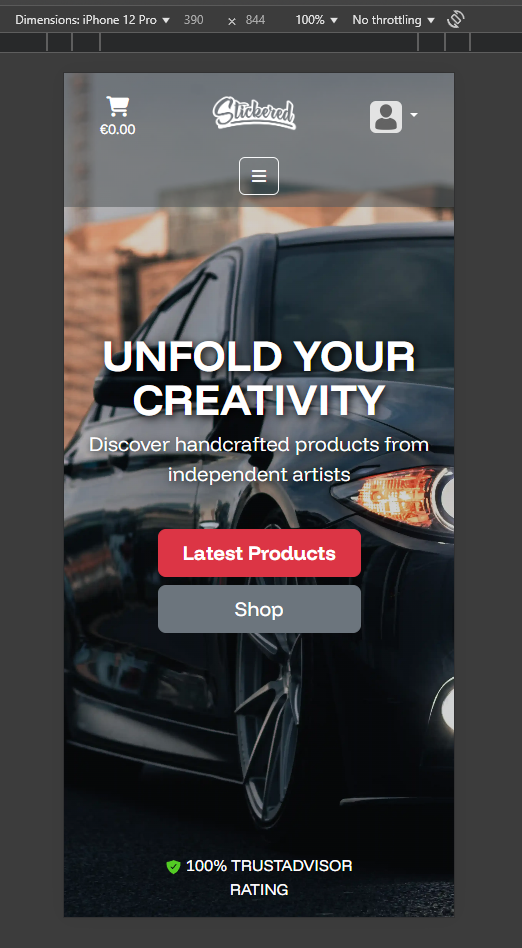 Dimensions: iPhone 12 Pro ▼ 390 × 844 100% ▼ No throttling ▼
€0.00
Stickered
UNFOLD YOUR
CREATIVITY
Discover handcrafted products from
independent artists
Latest Products
Shop
100% TRUSTADVISOR
RATING